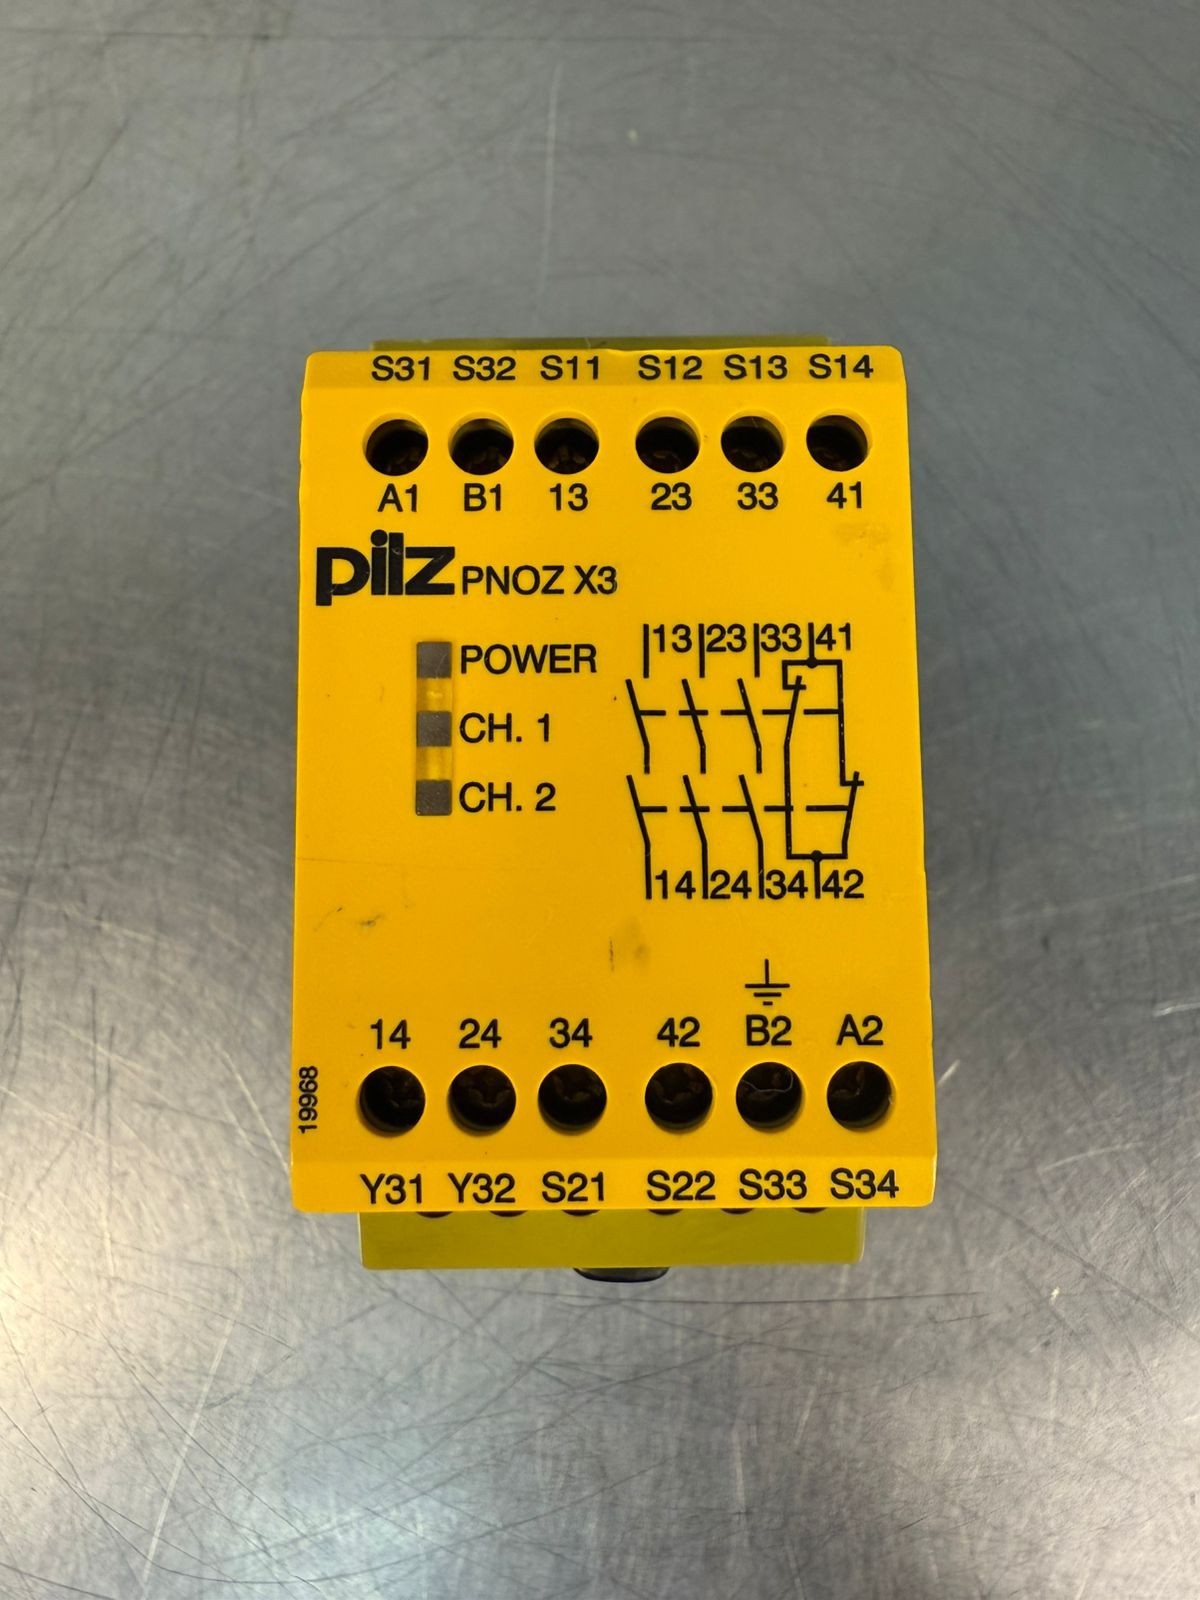 S31 S32 S11 S12 S13 S14
A1 B1 13 23 33 41
pilz PNOZ X3
POWER
CH. 1
CH. 2
13 23 33 41
14 24 34 42
14 24 34 42 B2 A2
19968
Y31 Y32 S21 S22 S33 S34